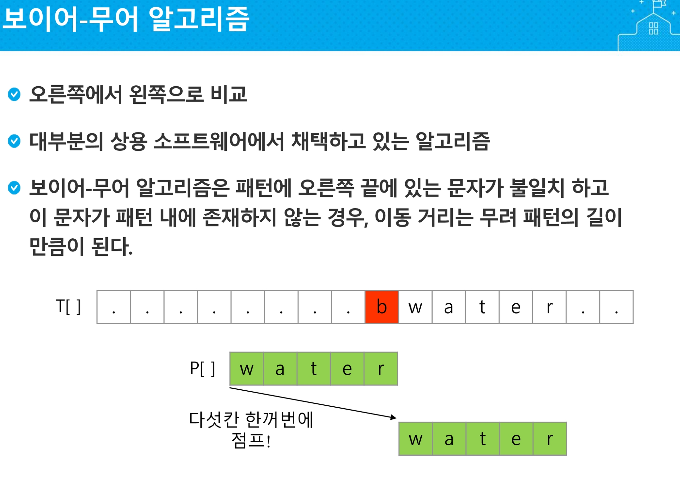 보이어-무어 알고리즘
오른쪽에서 왼쪽으로 비교
대부분의 상용 소프트웨어에서 채택하고 있는 알고리즘
보이어-무어 알고리즘은 패턴에 오른쪽 끝에 있는 문자가 불일치 하고
이 문자가 패턴 내에 존재하지 않는 경우, 이동 거리는 무려 패턴의 길이
만큼이 된다.
T[ ] . . . . . . . . b w a t e r . .
P[ ] w a t e r
다섯칸 한꺼번에
점프!
w a t e r